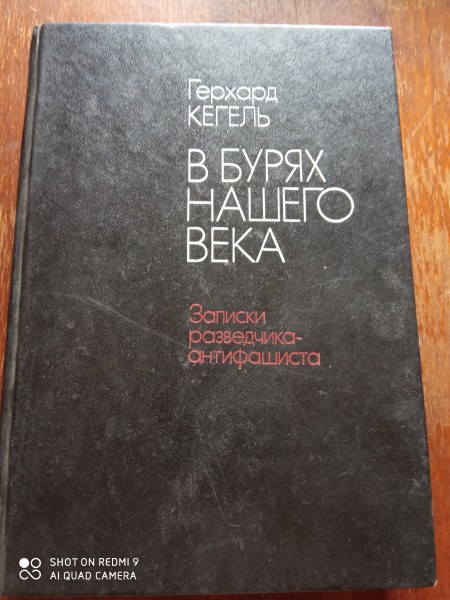 Герхард
КЕГЕЛЬ
В БУРЯХ
НАШЕГО
ВЕКА
Записки
разведчика-
антифашиста
SHOT ON REDMI 9
AI QUAD CAMERA